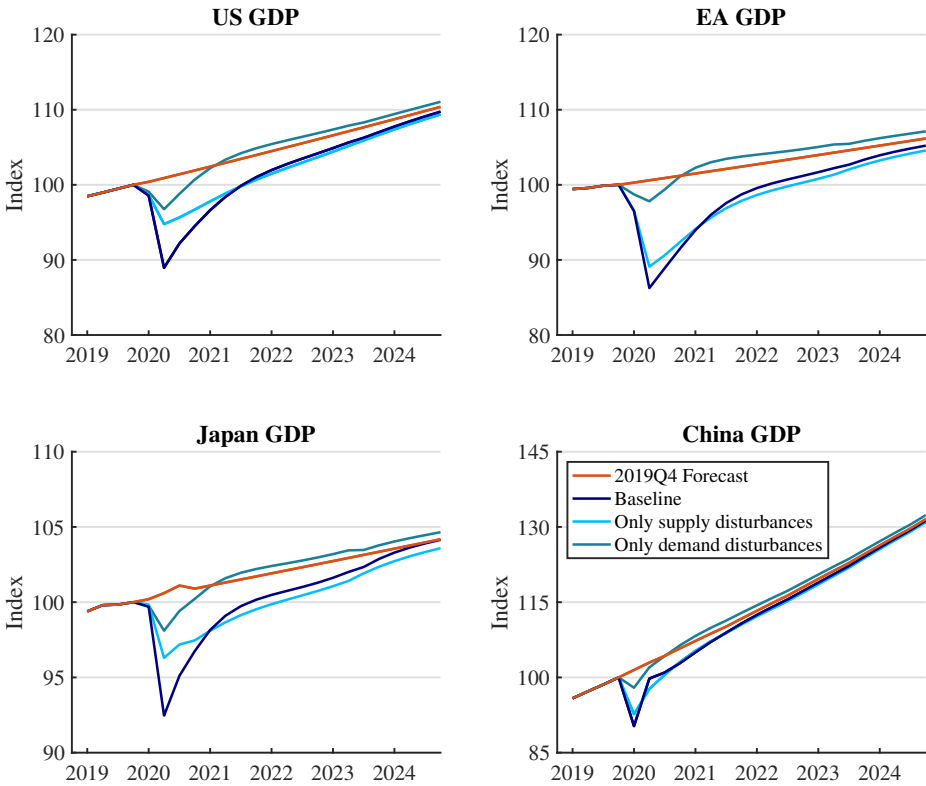 US GDP
120
110
100
90
80
Index
2019 2020 2021 2022 2023 2024
EA GDP
120
110
100
90
80
Index
2019 2020 2021 2022 2023 2024
Japan GDP
110
105
100
95
90
Index
2019 2020 2021 2022 2023 2024
China GDP
145
130
115
100
85
Index
2019 2020 2021 2022 2023 2024
2019Q4 Forecast
Baseline
Only supply disturbances
Only demand disturbances